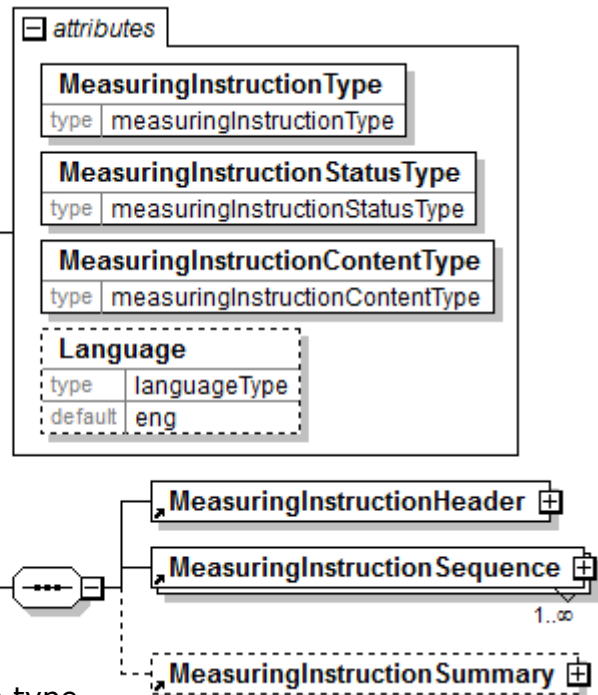 attributes
MeasuringInstructionType
type measuringInstructionType
MeasuringInstructionStatusType
type measuringInstructionStatusType
MeasuringInstructionContentType
type measuringInstructionContentType
Language
type languageType
default eng
MeasuringInstructionHeader
MeasuringInstructionSequence
1..∞
MeasuringInstructionSummary
type